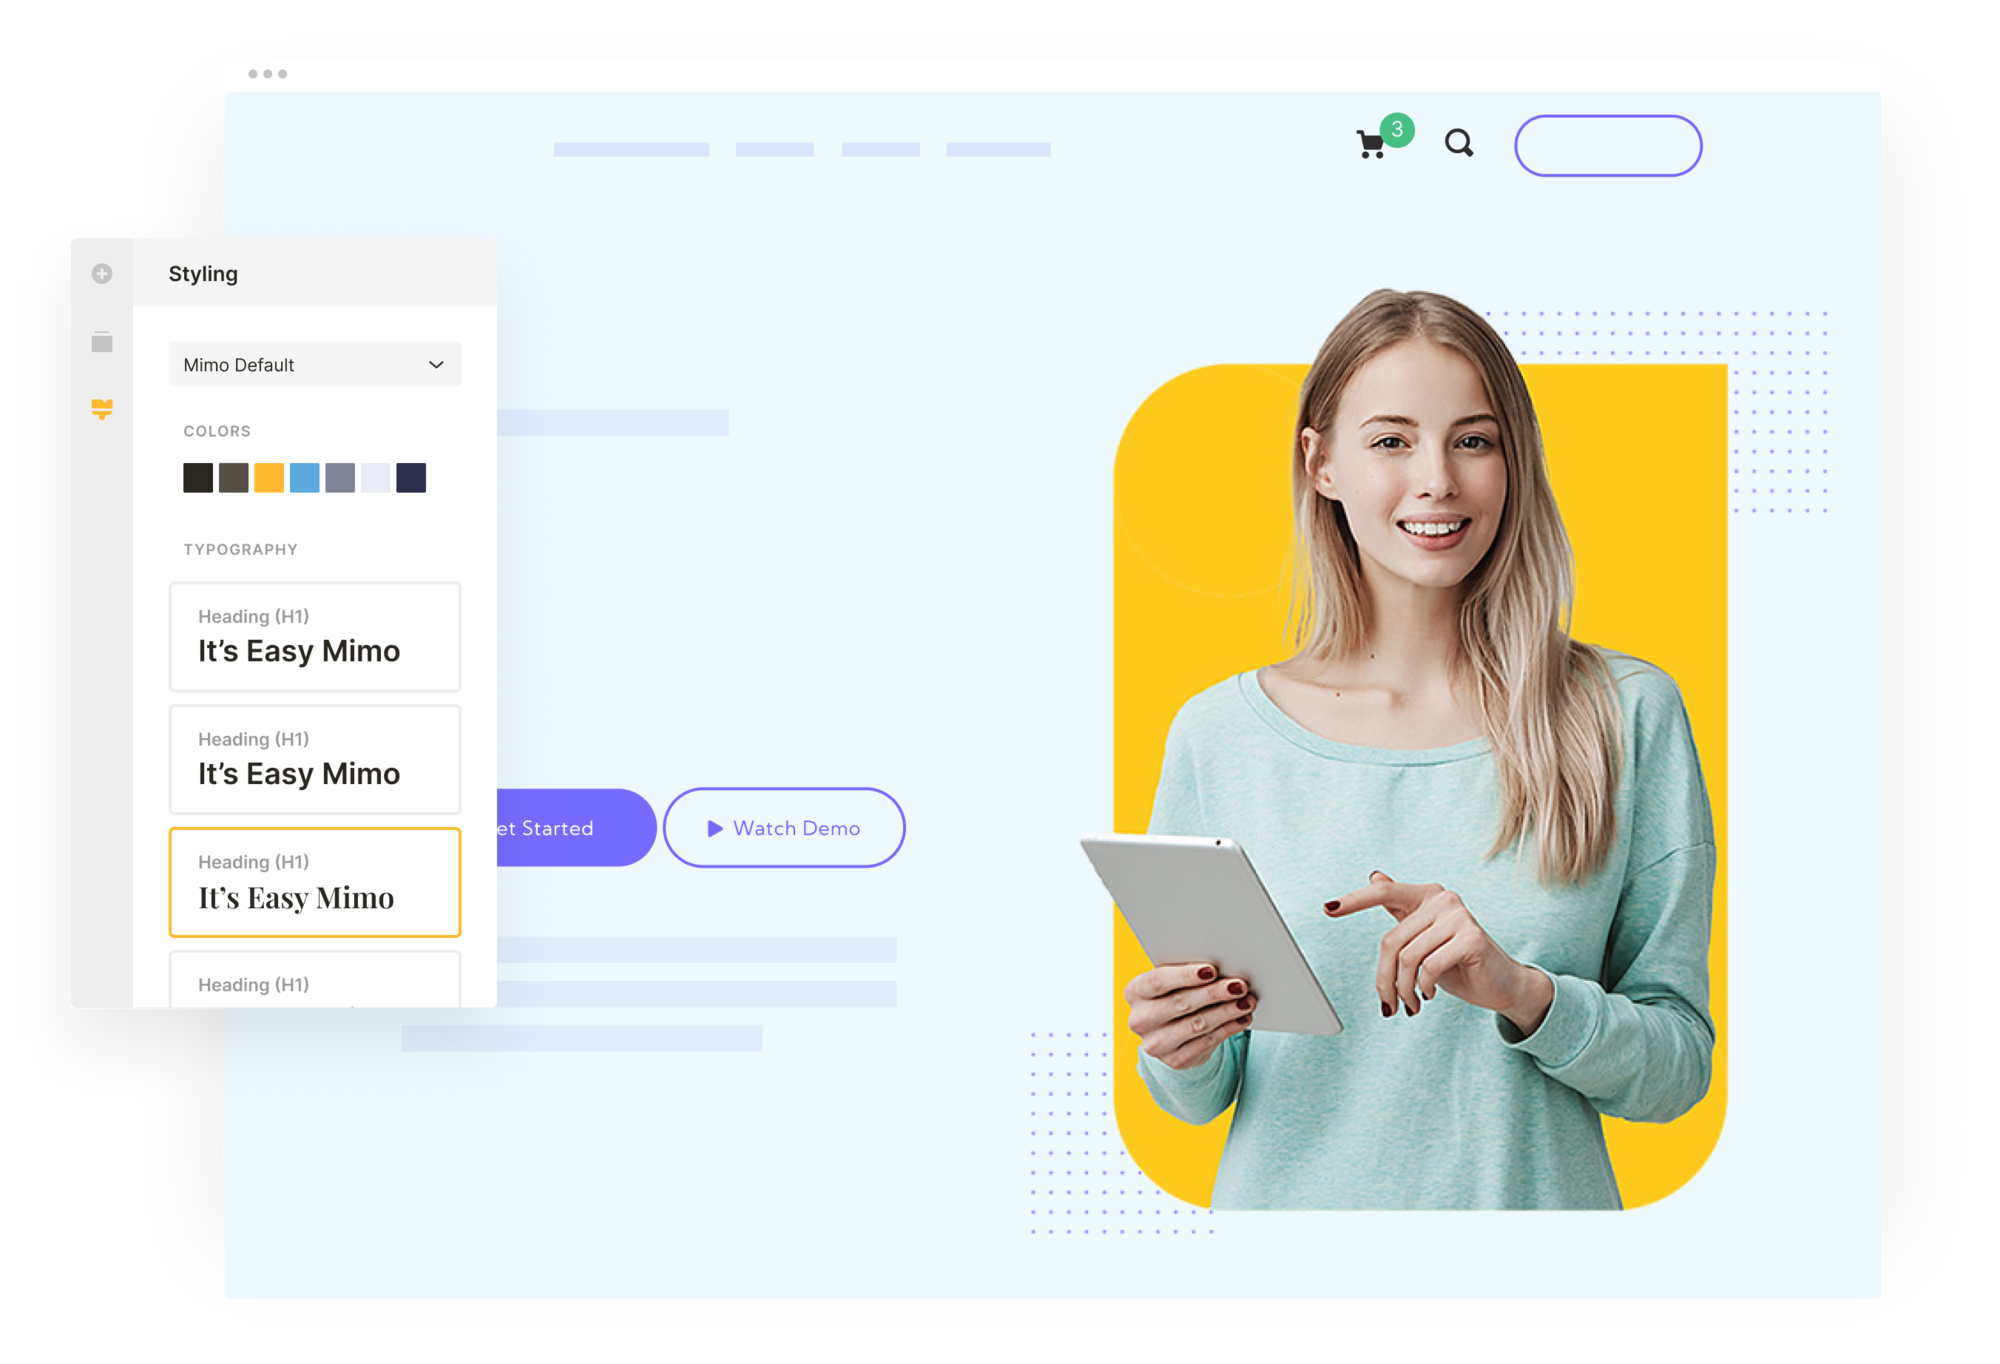 3
Styling
Mimo Default
COLORS
TYPOGRAPHY
Heading (H1)
It’s Easy Mimo
Heading (H1)
It’s Easy Mimo
Heading (H1)
It’s Easy Mimo
Heading (H1)
et Started
Watch Demo